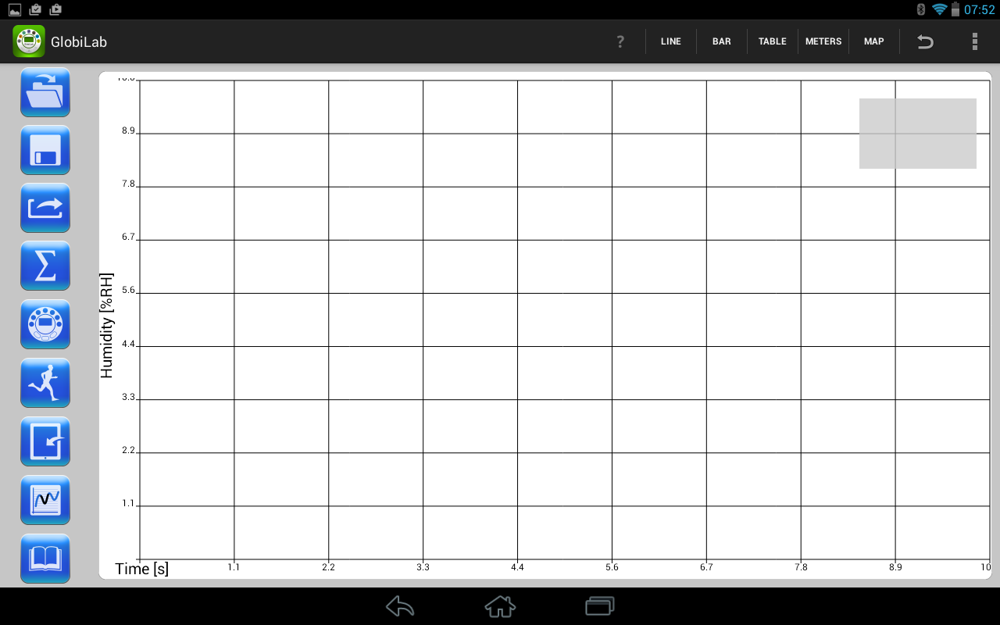 07:52
GlobiLab
? LINE BAR TABLE METERS MAP
8.9
7.8
6.7
5.6
4.4
3.3
2.2
1.1
Humidity [%RH]
Time [s]
1.1 2.2 3.3 4.4 5.6 6.7 7.8 8.9 10